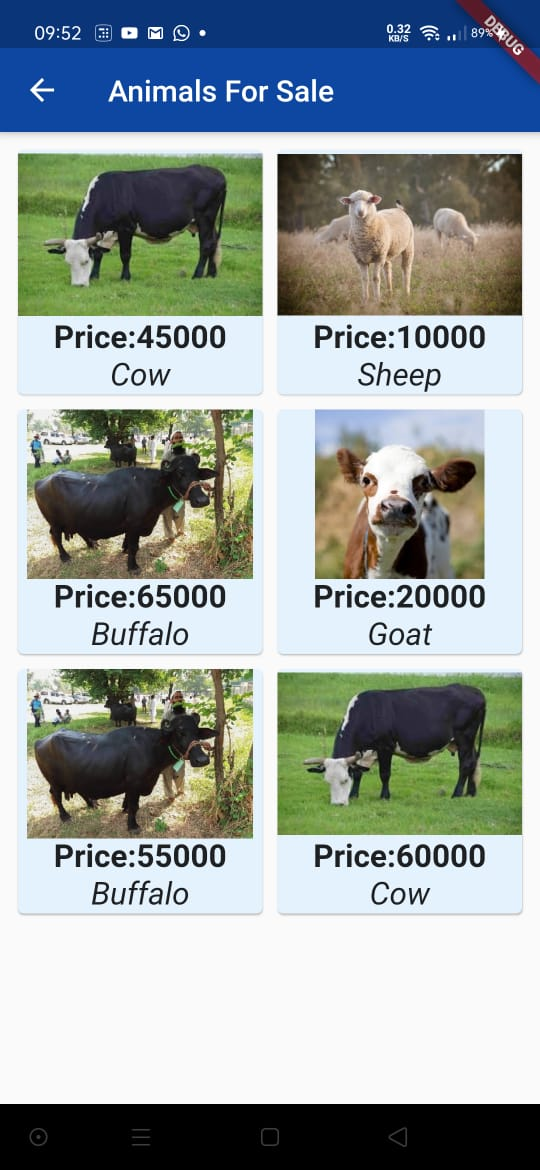 09:52
0.32
KB/S
89%
DEBUG
Animals For Sale
Price:45000
Cow
Price:10000
Sheep
Price:65000
Buffalo
Price:20000
Goat
Price:55000
Buffalo
Price:60000
Cow